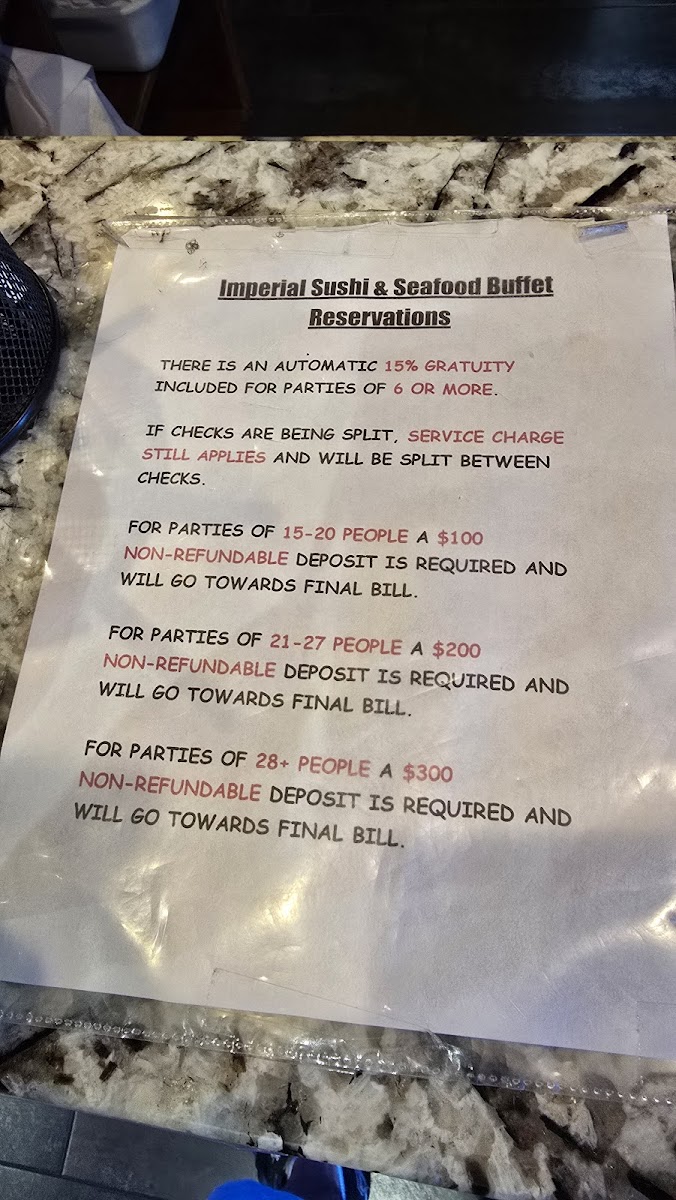 Imperial Sushi & Seafood Buffet
Reservations
THERE IS AN AUTOMATIC 15% GRATUITY
INCLUDED FOR PARTIES OF 6 OR MORE.
IF CHECKS ARE BEING SPLIT, SERVICE CHARGE
STILL APPLIES AND WILL BE SPLIT BETWEEN
CHECKS.
FOR PARTIES OF 15-20 PEOPLE A $100
NON-REFUNDABLE DEPOSIT IS REQUIRED AND
WILL GO TOWARDS FINAL BILL.
FOR PARTIES OF 21-27 PEOPLE A $200
NON-REFUNDABLE DEPOSIT IS REQUIRED AND
WILL GO TOWARDS FINAL BILL.
FOR PARTIES OF 28+ PEOPLE A $300
NON-REFUNDABLE DEPOSIT IS REQUIRED AND
WILL GO TOWARDS FINAL BILL.